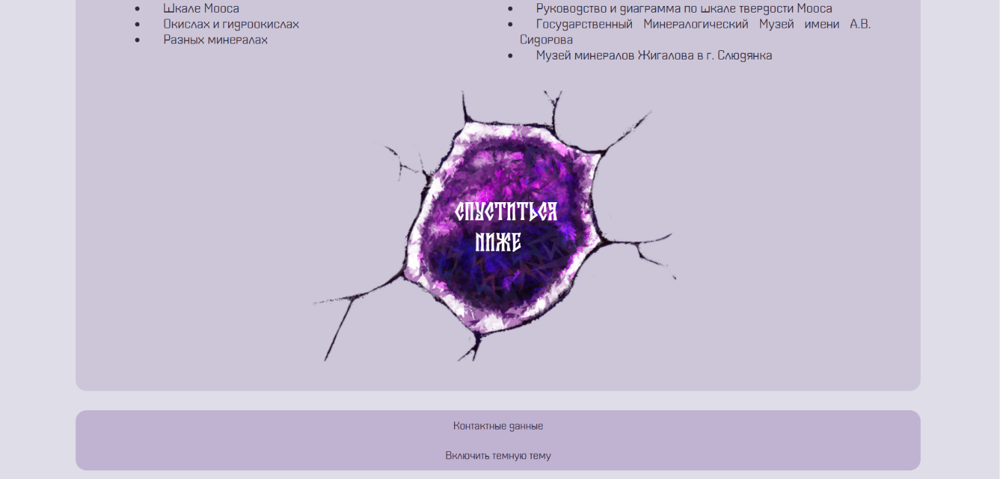 Шкале Мооса
Окислах и гидроокислах
Разных минералах
Руководство и диаграмма по шкале твердости Мооса
Государственный Минералогический Музей имени А.В.
Сидорова
Музей минералов Жигалова в г. Слюдянка
СПУСТИТЬСЯ
НИЖЕ
Контактные данные
Включить темную тему